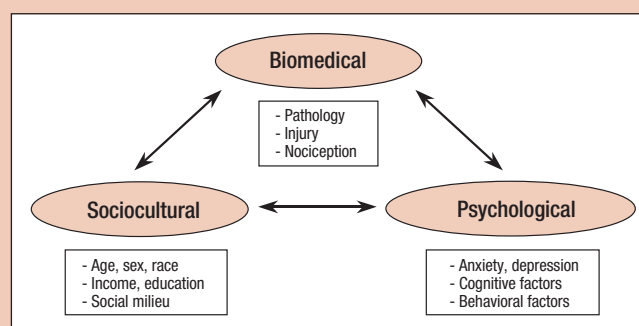 Biomedical
- Pathology
- Injury
- Nociception
Sociocultural
Psychological
- Age, sex, race
- Income, education
- Social milieu
- Anxiety, depression
- Cognitive factors
- Behavioral factors